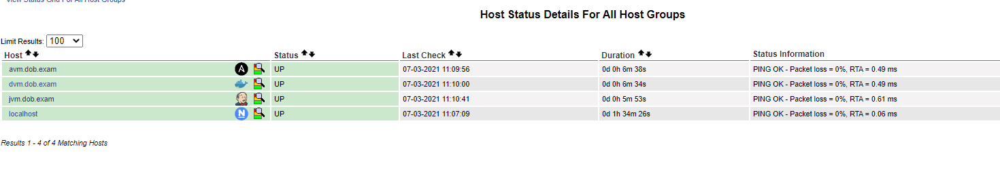 View Status Grid For All Host Groups
Host Status Details For All Host Groups
Limit Results: 100
Host Status Last Check Duration Status Information
avm.dob.exam UP 07-03-2021 11:09:56 0d 0h 6m 38s PING OK - Packet loss = 0%, RTA = 0.49 ms
dvm.dob.exam UP 07-03-2021 11:10:00 0d 0h 6m 34s PING OK - Packet loss = 0%, RTA = 0.49 ms
jvm.dob.exam UP 07-03-2021 11:10:41 0d 0h 5m 53s PING OK - Packet loss = 0%, RTA = 0.61 ms
localhost N UP 07-03-2021 11:07:09 0d 1h 34m 26s PING OK - Packet loss = 0%, RTA = 0.06 ms
Results 1 - 4 of 4 Matching Hosts